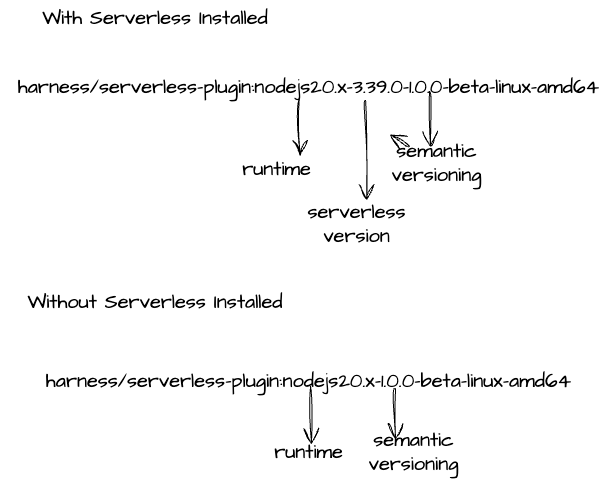 With Serverless Installed
harness/serverless-plugin:nodejs20.x-3.39.0-1.0.0-beta-linux-amd64
runtime
semantic
versioning
serverless
version
Without Serverless Installed
harness/serverless-plugin:nodejs20.x-1.0.0-beta-linux-amd64
runtime
semantic
versioning